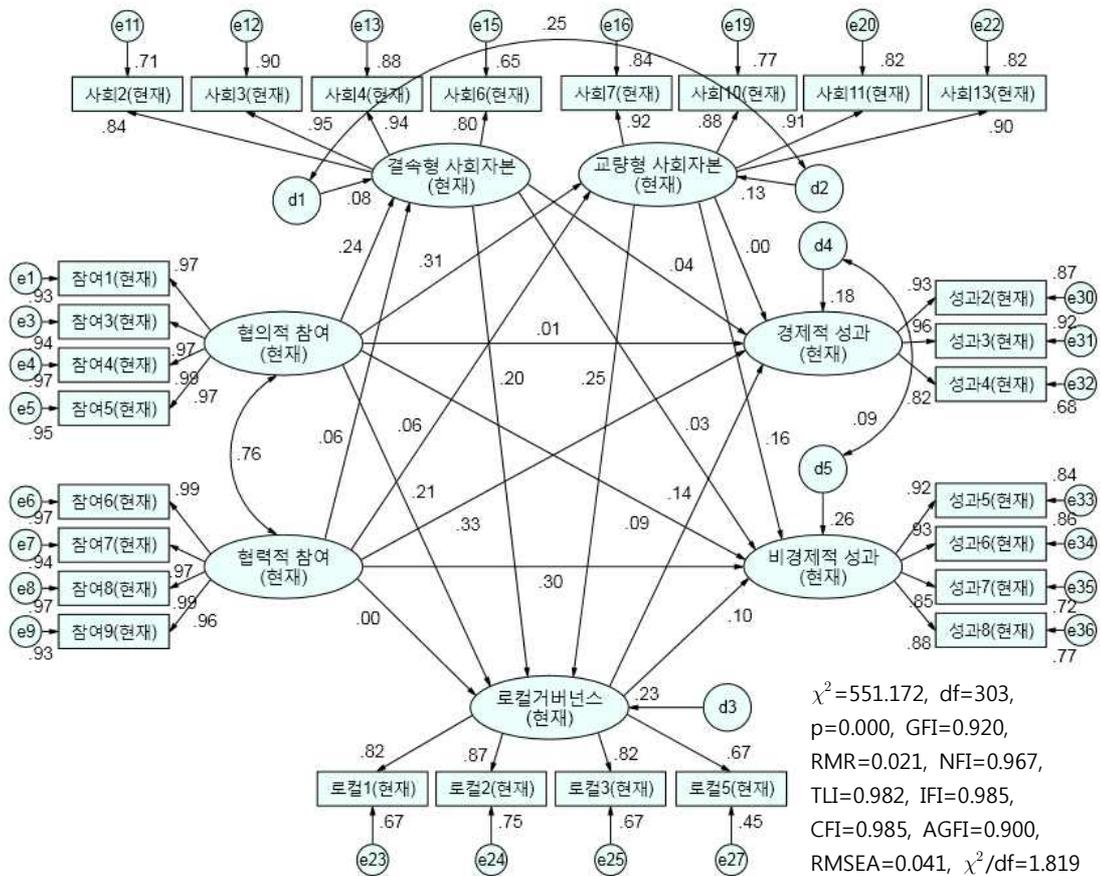 e11 e12 e13 e15 .25 e16 e19 e20 e22
.71 .90 .88 .65 .84 .77 .82 .82
사회2(현재) 사회3(현재) 사회4(현재) 사회6(현재) 사회7(현재) 사회10(현재) 사회11(현재) 사회13(현재)
.84 .95 .94 .80 .92 .88 .91 .90
결속형 사회자본 교량형 사회자본
(현재) (현재)
d1 .08 .13 d2
.24 .31 .04 .00 d4
e1 참여1(현재) .97
.93
e3 참여3(현재)
.94 .97
e4 참여4(현재)
.97 .99
e5 참여5(현재) .97
.95
협의적 참여
(현재)
.01
.18
경제적 성과
(현재)
.93 성과2(현재) .87 e30
.96 성과3(현재) .92 e31
.82 성과4(현재) e32
.68
.20 .25
.76 .06 .06 .03 .16 .09
.21 .33 .09 .14
d5
e6 참여6(현재) .99
.97
e7 참여7(현재)
.94 .97
e8 참여8(현재)
.97 .99
e9 참여9(현재) .96
.93
협력적 참여
(현재)
.30
.26
비경제적 성과
(현재)
.92 성과5(현재) .84 e33
.93 성과6(현재) .86 e34
.85 성과7(현재) e35
.72
.88 성과8(현재) e36
.77
.00 .10
로컬거버넌스
(현재)
.23 d3
.82 .87 .82 .67
로컬1(현재) 로컬2(현재) 로컬3(현재) 로컬5(현재)
.67 .75 .67 .45
e23 e24 e25 e27
χ²=551.172, df=303,
p=0.000, GFI=0.920,
RMR=0.021, NFI=0.967,
TLI=0.982, IFI=0.985,
CFI=0.985, AGFI=0.900,
RMSEA=0.041, χ²/df=1.819